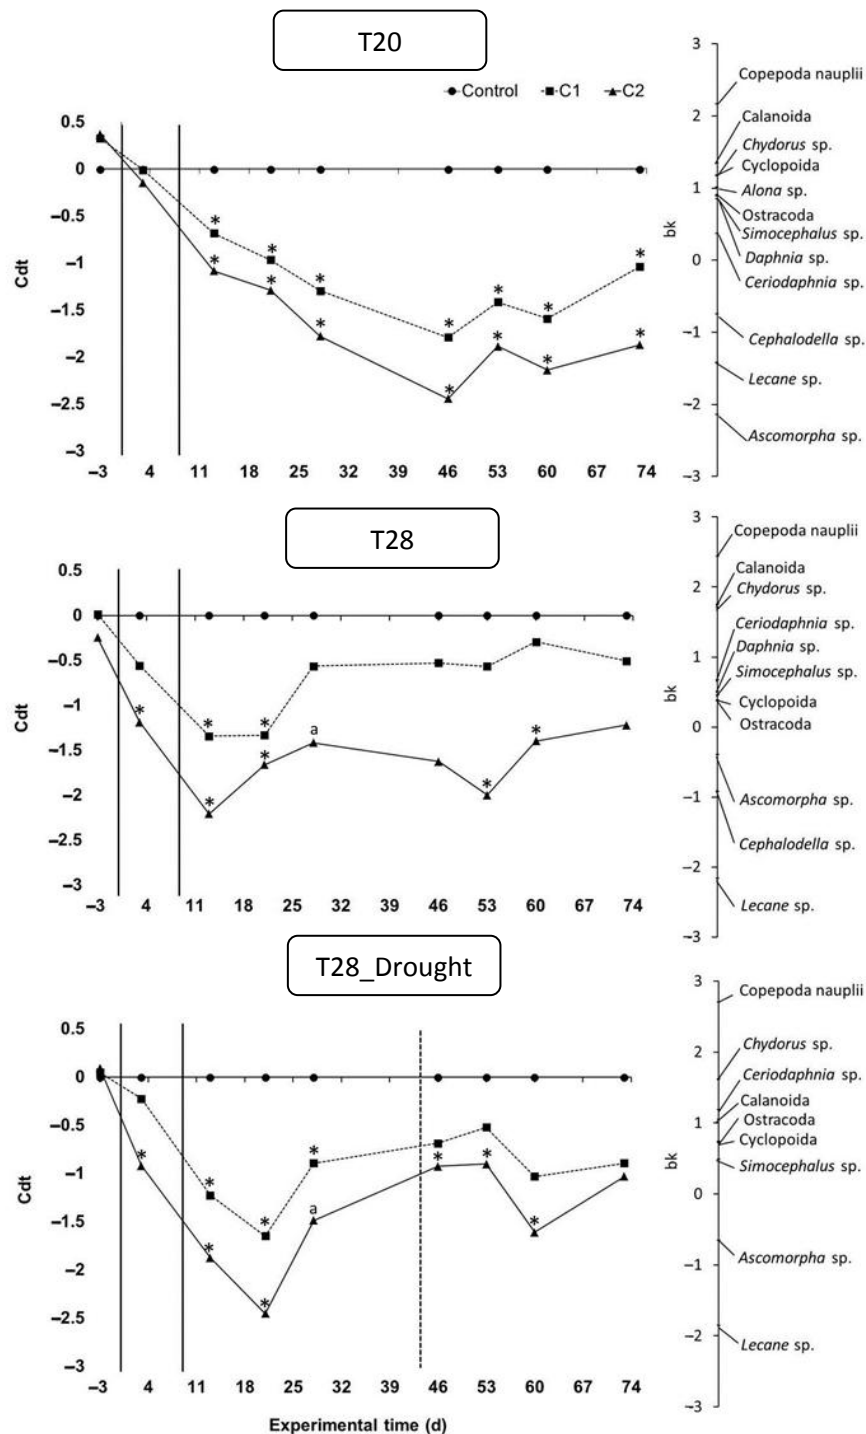 T20
Control C1 C2
0.5
0
–0.5
–1
–1.5
–2
–2.5
–3
Cdt
* * * * * * *
* * * * * * *
–3 4 11 18 25 32 39 46 53 60 67 74
3
2
1
0
–1
–2
–3
bk
Copepoda nauplii
Calanoida
Chydorus sp.
Cyclopoida
Alona sp.
Ostracoda
Simocephalus sp.
Daphnia sp.
Ceriodaphnia sp.
Cephalodella sp.
Lecane sp.
Ascomorpha sp.
T28
0.5
0
–0.5
–1
–1.5
–2
–2.5
–3
Cdt
* *
* * * a * *
–3 4 11 18 25 32 39 46 53 60 67 74
3
2
1
0
–1
–2
–3
bk
Copepoda nauplii
Calanoida
Chydorus sp.
Ceriodaphnia sp.
Daphnia sp.
Simocephalus sp.
Cyclopoida
Ostracoda
Ascomorpha sp.
Cephalodella sp.
Lecane sp.
T28_Drought
0.5
0
–0.5
–1
–1.5
–2
–2.5
–3
Cdt
* * *
* * * a * * *
–3 4 11 18 25 32 39 46 53 60 67 74
Experimental time (d)
3
2
1
0
–1
–2
–3
bk
Copepoda nauplii
Chydorus sp.
Ceriodaphnia sp.
Calanoida
Ostracoda
Cyclopoida
Simocephalus sp.
Ascomorpha sp.
Lecane sp.